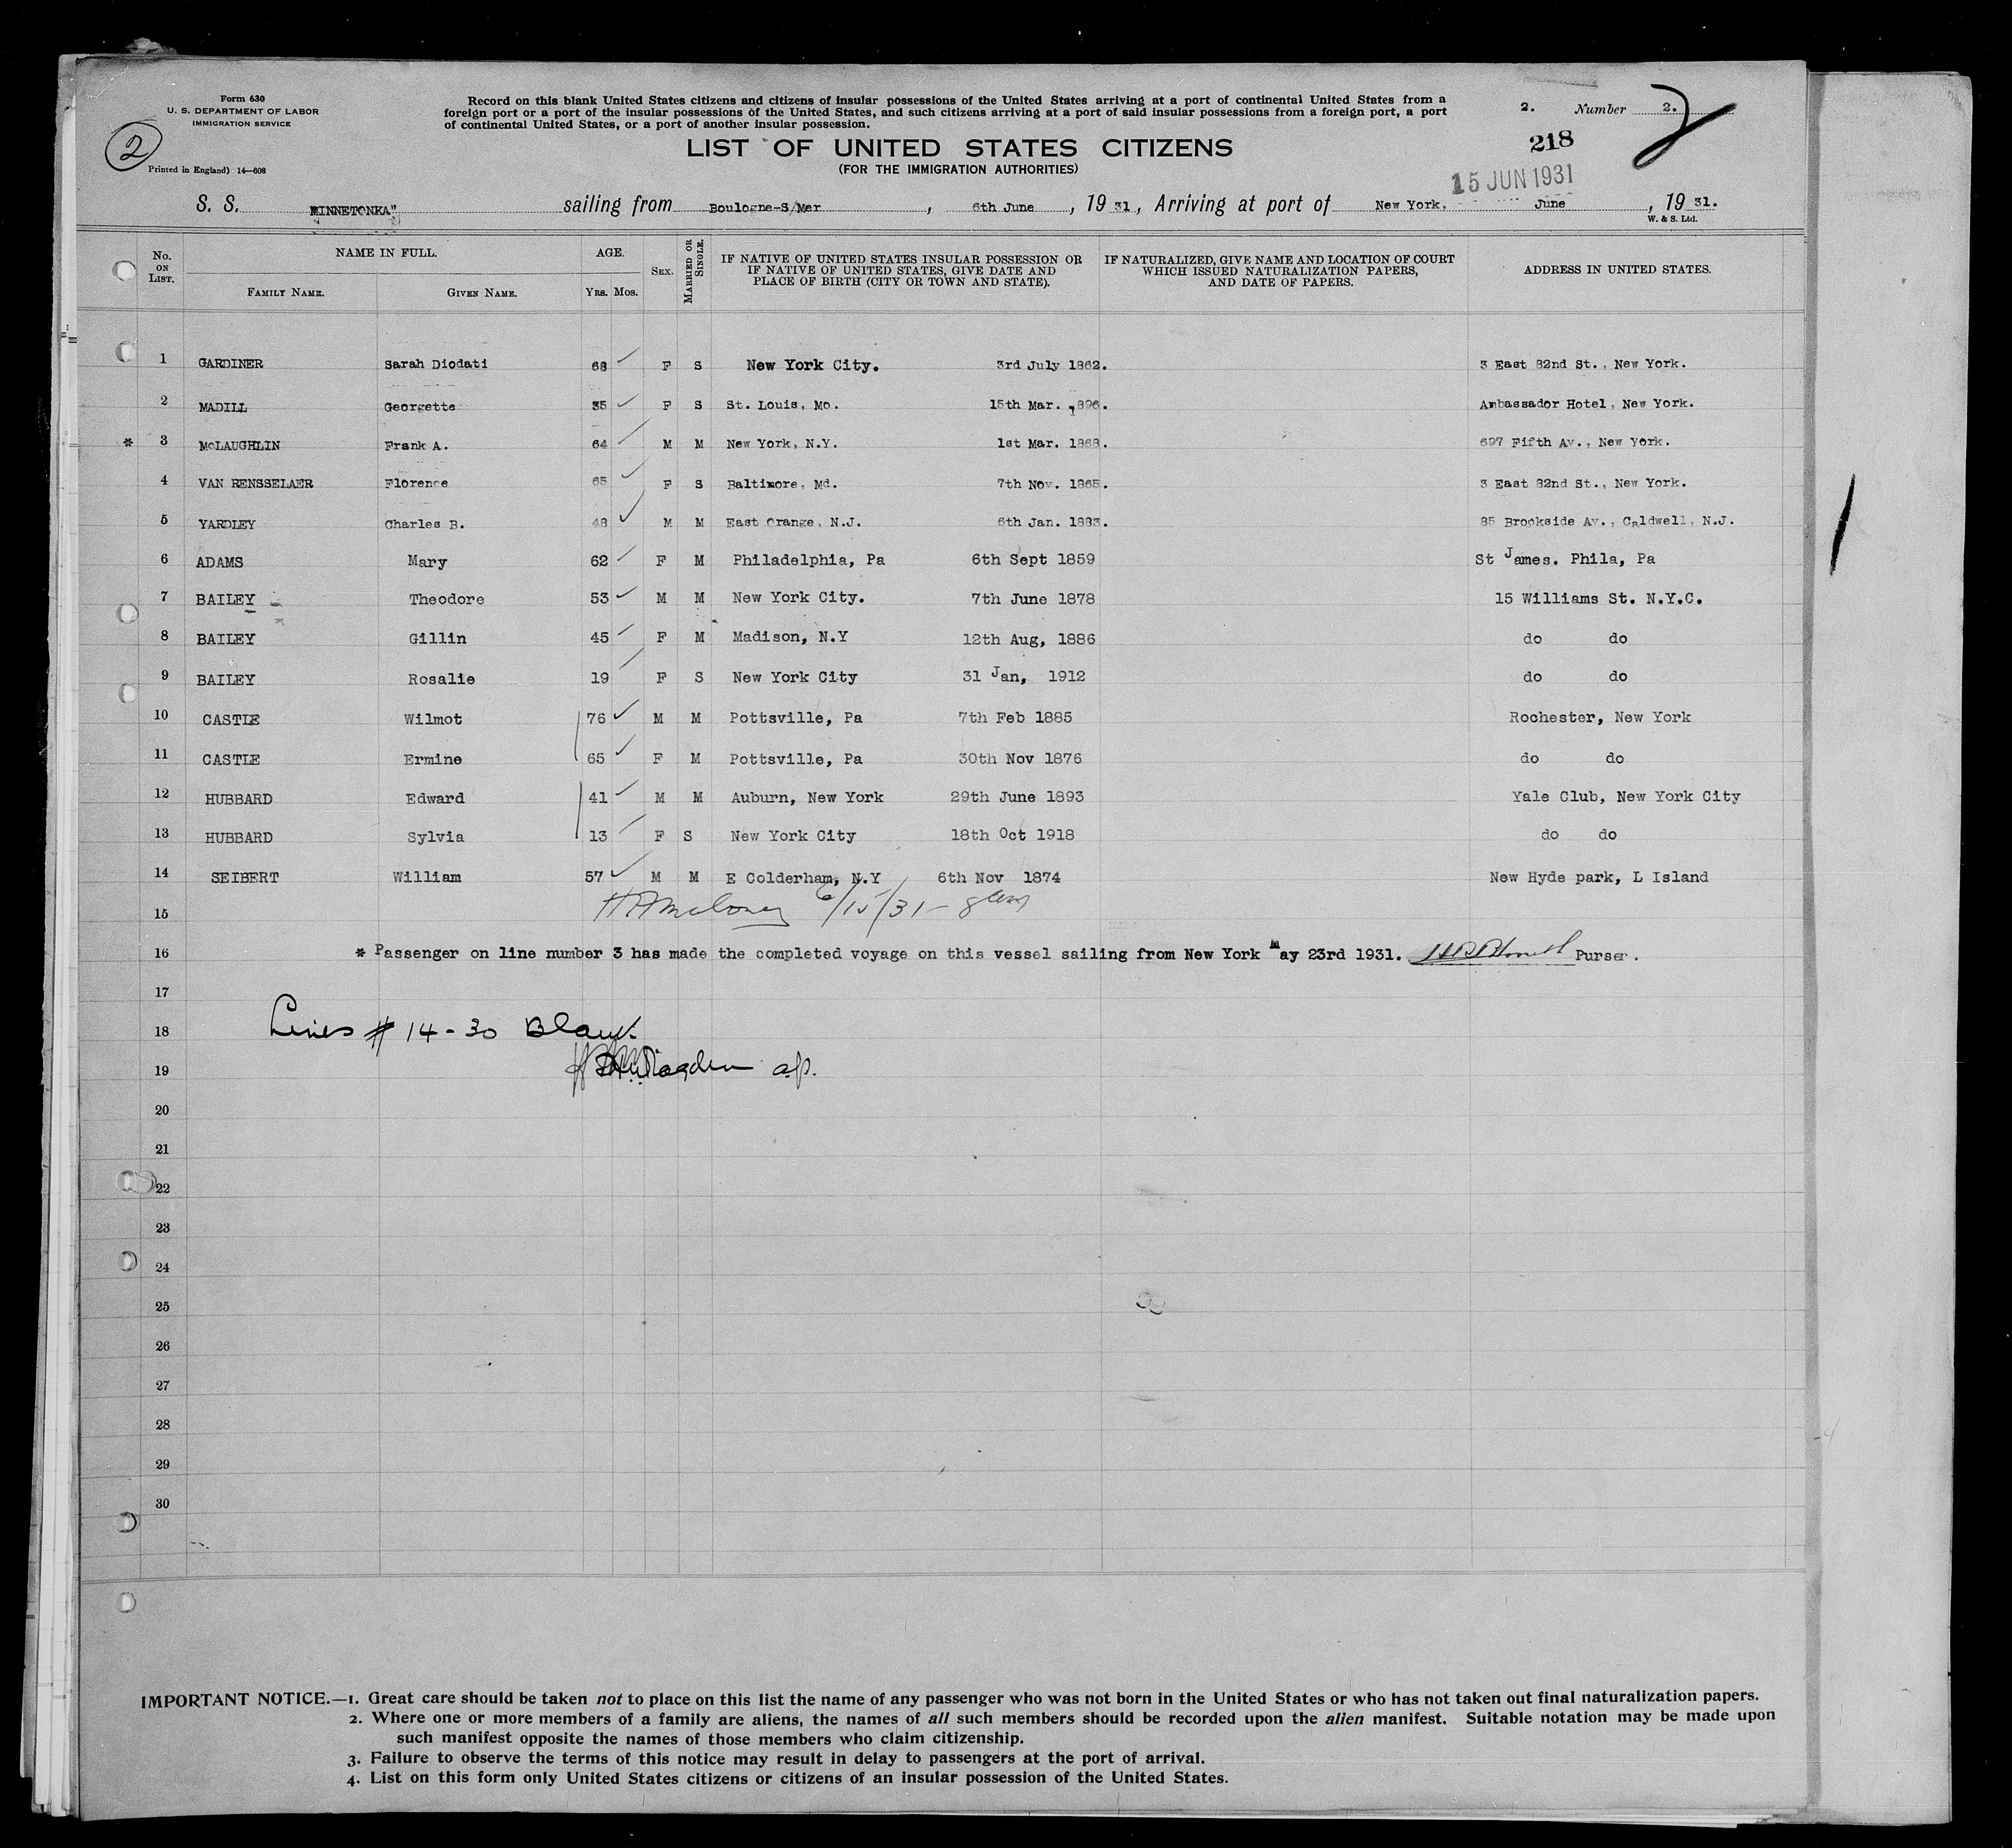 Form 630
U. S. DEPARTMENT OF LABOR
IMMIGRATION SERVICE
2
Printed in England) 14—608
Record on this blank United States citizens and citizens of insular possessions of the United States arriving at a port of continental United States from a
foreign port or a port of the insular possessions of the United States, and such citizens arriving at a port of said insular possessions from a foreign port, a port
of continental United States, or a port of another insular possession.
2. Number 2. 2
218
15 JUN 1931
LIST OF UNITED STATES CITIZENS
(FOR THE IMMIGRATION AUTHORITIES)
S. S. MINNETONKA" sailing from Boulogne-S/Mer, 6th June, 1931, Arriving at port of New York, June, 1931.
W. & S. Ltd.
No. ON LIST. NAME IN FULL. AGE. SEX. MARRIED OR SINGLE. IF NATIVE OF UNITED STATES INSULAR POSSESSION OR IF NATIVE OF UNITED STATES, GIVE DATE AND PLACE OF BIRTH (CITY OR TOWN AND STATE). IF NATURALIZED, GIVE NAME AND LOCATION OF COURT WHICH ISSUED NATURALIZATION PAPERS, AND DATE OF PAPERS. ADDRESS IN UNITED STATES.
FAMILY NAME. GIVEN NAME. YRS. MOS.
1 GARDINER Sarah Diodati 68 F S New York City. 3rd July 1862. 3 East 82nd St., New York.
2 MADILL Georgette 35 F S St. Louis, Mo. 15th Mar. 1896. Ambassador Hotel, New York.
* 3 McLAUGHLIN Frank A. 64 M M New York, N.Y. 1st Mar. 1868. 697 Fifth Av., New York.
4 VAN RENSSELAER Florence 65 F S Baltimore, Md. 7th Nov. 1865. 3 East 82nd St., New York.
5 YARDLEY Charles B. 48 M M East Orange, N.J. 6th Jan. 1883. 85 Brookside Av., Caldwell, N.J.
6 ADAMS Mary 62 F M Philadelphia, Pa 6th Sept 1859 St James. Phila, Pa
7 BAILEY Theodore 53 M M New York City. 7th June 1878 15 Williams St. N.Y.C.
8 BAILEY Gillin 45 F M Madison, N.Y 12th Aug, 1886 do do
9 BAILEY Rosalie 19 F S New York City 31 Jan, 1912 do do
10 CASTLE Wilmot 76 M M Pottsville, Pa 7th Feb 1885 Rochester, New York
11 CASTLE Ermine 65 F M Pottsville, Pa 30th Nov 1876 do do
12 HUBBARD Edward 41 M M Auburn, New York 29th June 1893 Yale Club, New York City
13 HUBBARD Sylvia 13 F S New York City 18th Oct 1918 do do
14 SEIBERT William 57 M M E Colderham, N.Y 6th Nov 1874 New Hyde park, L Island
15 6/15/31-
16 * Passenger on line number 3 has made the completed voyage on this vessel sailing from New York May 23rd 1931. Purser.
17
18 Lines # 14-30 Blank.
19
20
21
22
23
24
25
26
27
28
29
30
IMPORTANT NOTICE.—1. Great care should be taken not to place on this list the name of any passenger who was not born in the United States or who has not taken out final naturalization papers.
2. Where one or more members of a family are aliens, the names of all such members should be recorded upon the alien manifest. Suitable notation may be made upon
such manifest opposite the names of those members who claim citizenship.
3. Failure to observe the terms of this notice may result in delay to passengers at the port of arrival.
4. List on this form only United States citizens or citizens of an insular possession of the United States.